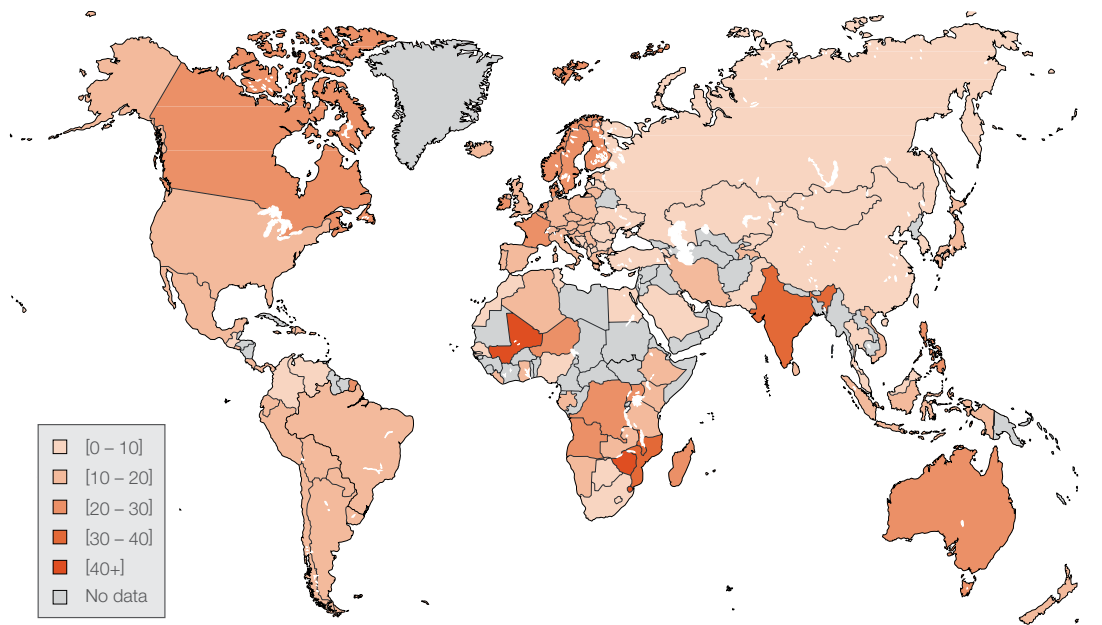 [0 – 10]
[10 – 20]
[20 – 30]
[30 – 40]
[40+]
No data